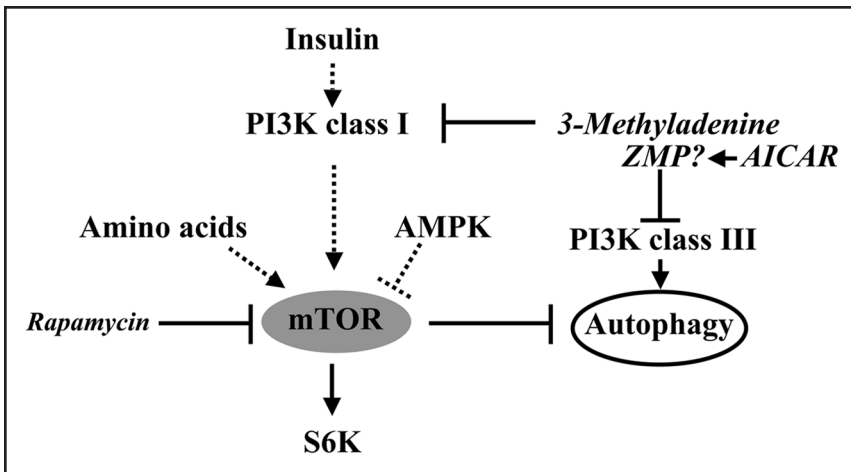 Insulin
PI3K class I
3-Methyladenine
ZMP? AICAR
Amino acids
AMPK
PI3K class III
Rapamycin
mTOR
Autophagy
S6K